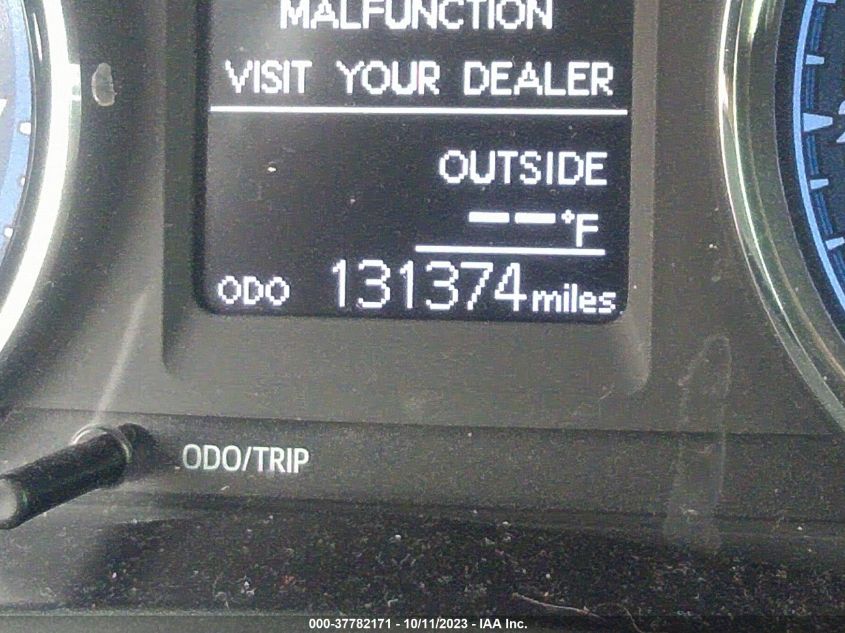 MALFUNCTION
VISIT YOUR DEALER
OUTSIDE
-- °F
ODO 131374 miles
ODO/TRIP
000-37782171 - 10/11/2023 - IAA Inc.